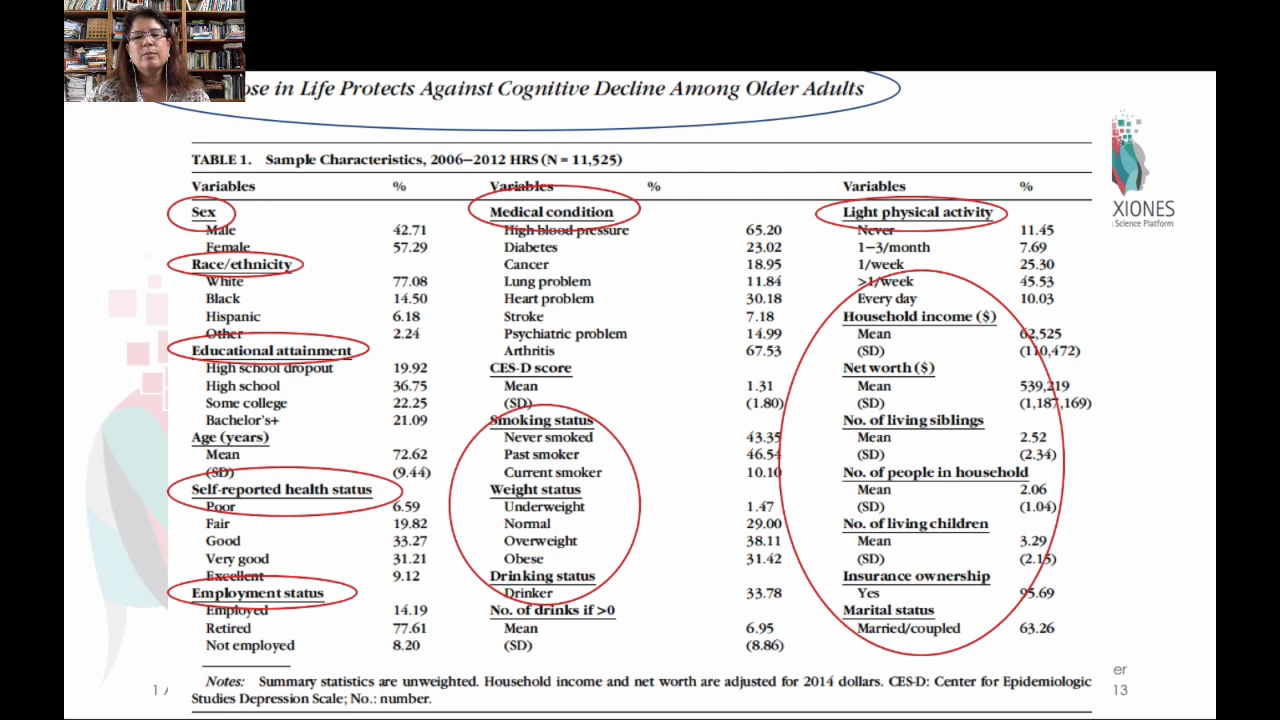 ose in Life Protects Against Cognitive Decline Among Older Adults
TABLE 1. Sample Characteristics, 2006–2012 HRS (N = 11,525)
Variables % Variables % Variables %
Sex Medical condition Light physical activity
Male 42.71 High blood pressure 65.20 Never 11.45
Female 57.29 Diabetes 23.02 1–3/month 7.69
Race/ethnicity Cancer 18.95 1/week 25.30
White 77.08 Lung problem 11.84 >1/week 45.53
Black 14.50 Heart problem 30.18 Every day 10.03
Hispanic 6.18 Stroke 7.18 Household income ($)
Other 2.24 Psychiatric problem 14.99 Mean 62,525
Educational attainment Arthritis 67.53 (SD) (110,472)
High school dropout 19.92 CES-D score Net worth ($)
High school 36.75 Mean 1.31 Mean 539,219
Some college 22.25 (SD) (1.80) (SD) (1,187,169)
Bachelor's+ 21.09 Smoking status No. of living siblings
Age (years) Never smoked 43.35 Mean 2.52
Mean 72.62 Past smoker 46.54 (SD) (2.34)
(SD) (9.44) Current smoker 10.10 No. of people in household
Self-reported health status Weight status Mean 2.06
Poor 6.59 Underweight 1.47 (SD) (1.04)
Fair 19.82 Normal 29.00 No. of living children
Good 33.27 Overweight 38.11 Mean 3.29
Very good 31.21 Obese 31.42 (SD) (2.15)
Excellent 9.12 Drinking status Insurance ownership
Employment status Drinker 33.78 Yes 95.69
Employed 14.19 No. of drinks if >0 Marital status
Retired 77.61 Mean 6.95 Married/coupled 63.26
Not employed 8.20 (SD) (8.86)
Notes: Summary statistics are unweighted. Household income and net worth are adjusted for 2014 dollars. CES-D: Center for Epidemiologic
Studies Depression Scale; No.: number.
XIONES
Science Platform
er
1 13